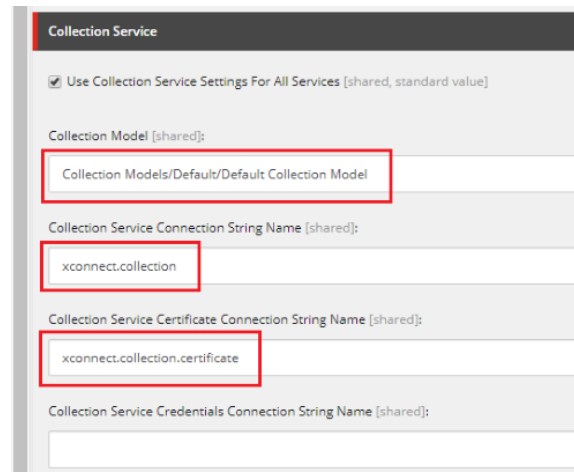 Collection Service
Use Collection Service Settings For All Services [shared, standard value]
Collection Model [shared]:
Collection Models/Default/Default Collection Model
Collection Service Connection String Name [shared]:
xconnect.collection
Collection Service Certificate Connection String Name [shared]:
xconnect.collection.certificate
Collection Service Credentials Connection String Name [shared]: